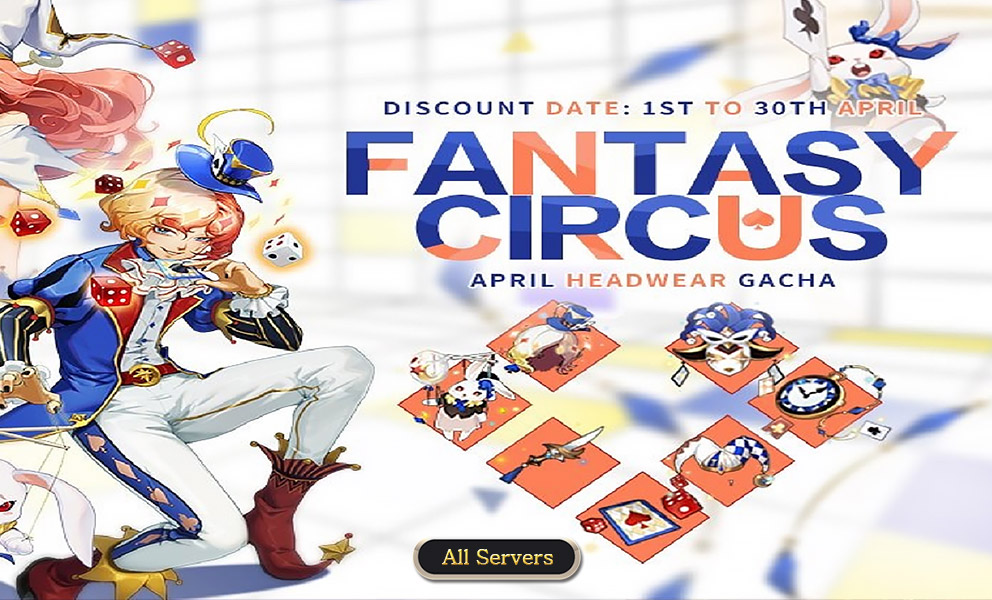 DISCOUNT DATE: 1ST TO 30TH APRIL
FANTASY
CIRCUS
APRIL HEADWEAR GACHA
All Servers